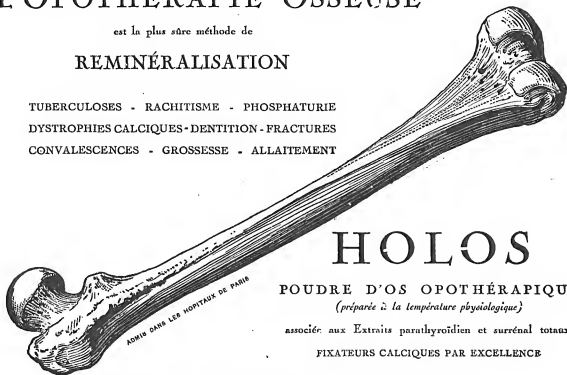 L'OPOTHÉRAPIE OSSEUSE
est la plus sûre méthode de
REMINÉRALISATION
TUBERCULOSES - RACHITISME - PHOSPHATURIE
DYSTROPHIES CALCIQUES - DENTITION - FRACTURES
CONVALESCENCES - GROSSESSE - ALLAITEMENT
ADMIS DANS LES HOPITAUX DE PARIS
HOLOS
POUDRE D'OS OPOTHÉRAPIQU
(préparée à la température physiologique)
associée aux Extraits parathyroïdien et surrénal totaux
FIXATEURS CALCIQUES PAR EXCELLENCE